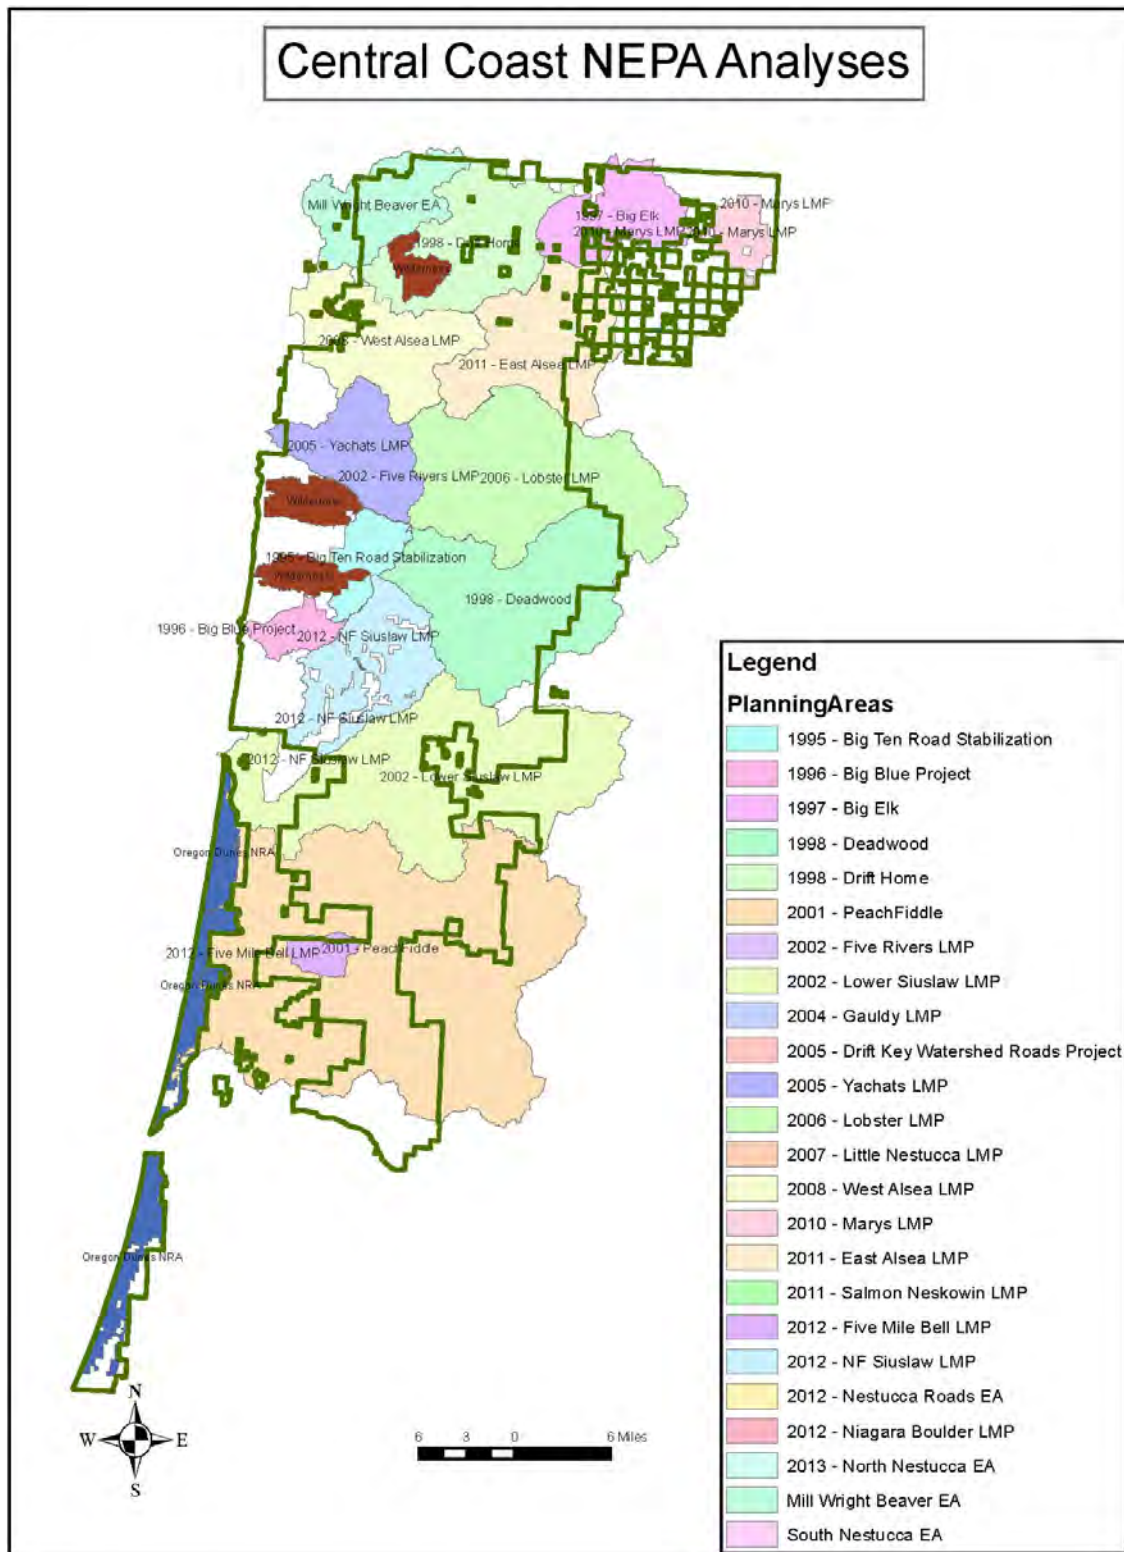 Central Coast NEPA Analyses
Mill Wright Beaver EA
1997 - Big Elk
2010 - Marys LMP
2010 - Marys LMP
2010 - Marys LMP
1998 - Drift Home
Wilderness
2008 - West Alsea LMP
2011 - East Alsea LMP
2005 - Yachats LMP
2002 - Five Rivers LMP
2006 - Lobster LMP
Wilderness
1995 - Big Ten Road Stabilization
Wilderness
1998 - Deadwood
1996 - Big Blue Project
2012 - NF Siuslaw LMP
2012 - NF Siuslaw LMP
2012 - NF Siuslaw LMP
2002 - Lower Siuslaw LMP
Oregon Dunes NRA
2012 - Five Mile Bell LMP
2001 - PeachFiddle
Oregon Dunes NRA
Oregon Dunes NRA
N
W
E
S
6 3 0 6 Miles
Legend
PlanningAreas
1995 - Big Ten Road Stabilization
1996 - Big Blue Project
1997 - Big Elk
1998 - Deadwood
1998 - Drift Home
2001 - PeachFiddle
2002 - Five Rivers LMP
2002 - Lower Siuslaw LMP
2004 - Gauldy LMP
2005 - Drift Key Watershed Roads Project
2005 - Yachats LMP
2006 - Lobster LMP
2007 - Little Nestucca LMP
2008 - West Alsea LMP
2010 - Marys LMP
2011 - East Alsea LMP
2011 - Salmon Neskowin LMP
2012 - Five Mile Bell LMP
2012 - NF Siuslaw LMP
2012 - Nestucca Roads EA
2012 - Niagara Boulder LMP
2013 - North Nestucca EA
Mill Wright Beaver EA
South Nestucca EA